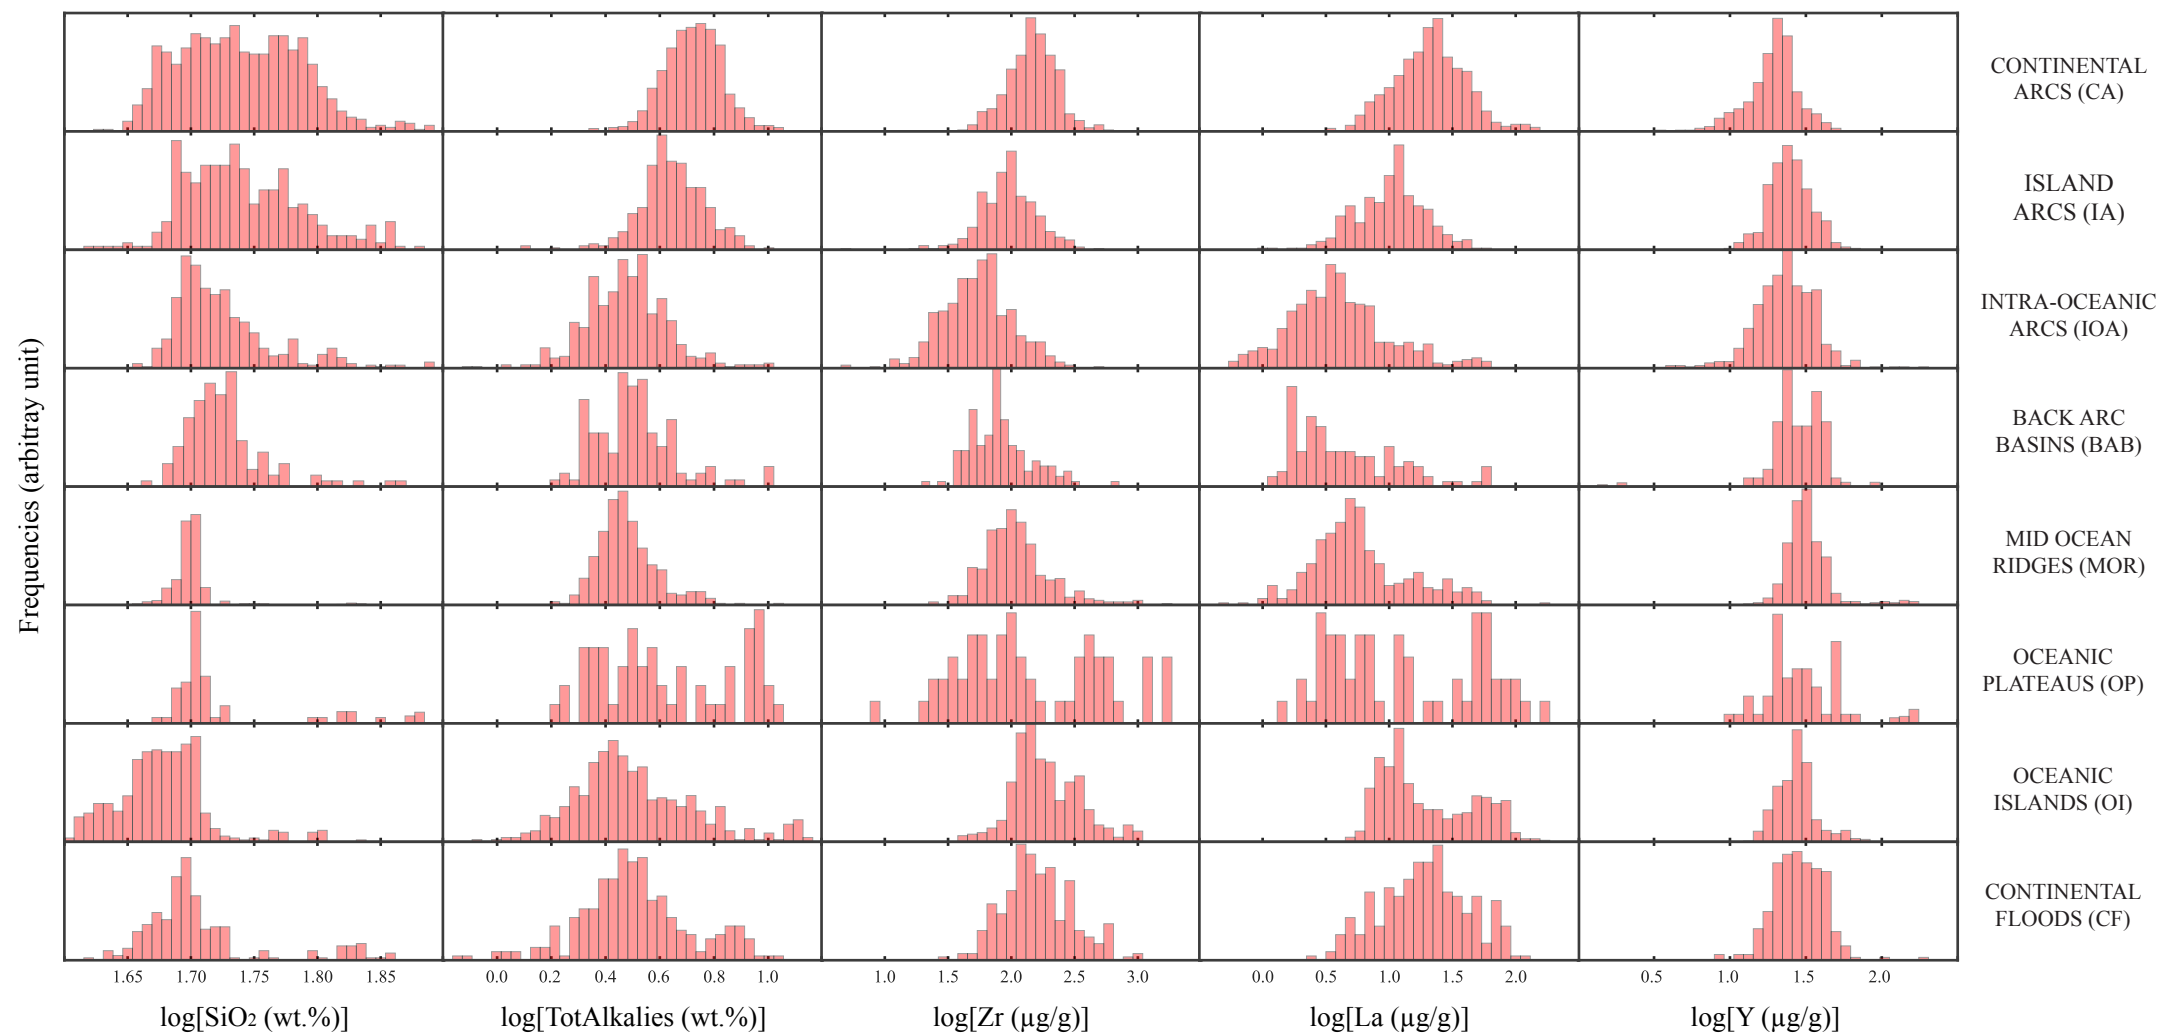 CONTINENTAL
ARCS (CA)
ISLAND
ARCS (IA)
INTRA-OCEANIC
ARCS (IOA)
BACK ARC
BASINS (BAB)
MID OCEAN
RIDGES (MOR)
OCEANIC
PLATEAUS (OP)
OCEANIC
ISLANDS (OI)
CONTINENTAL
FLOODS (CF)
Frequencies (arbitray unit)
1.65 1.70 1.75 1.80 1.85 0.0 0.2 0.4 0.6 0.8 1.0 1.0 1.5 2.0 2.5 3.0 0.0 0.5 1.0 1.5 2.0 0.5 1.0 1.5 2.0
log[SiO2 (wt.%)] log[TotAlkalies (wt.%)] log[Zr (µg/g)] log[La (µg/g)] log[Y (µg/g)]